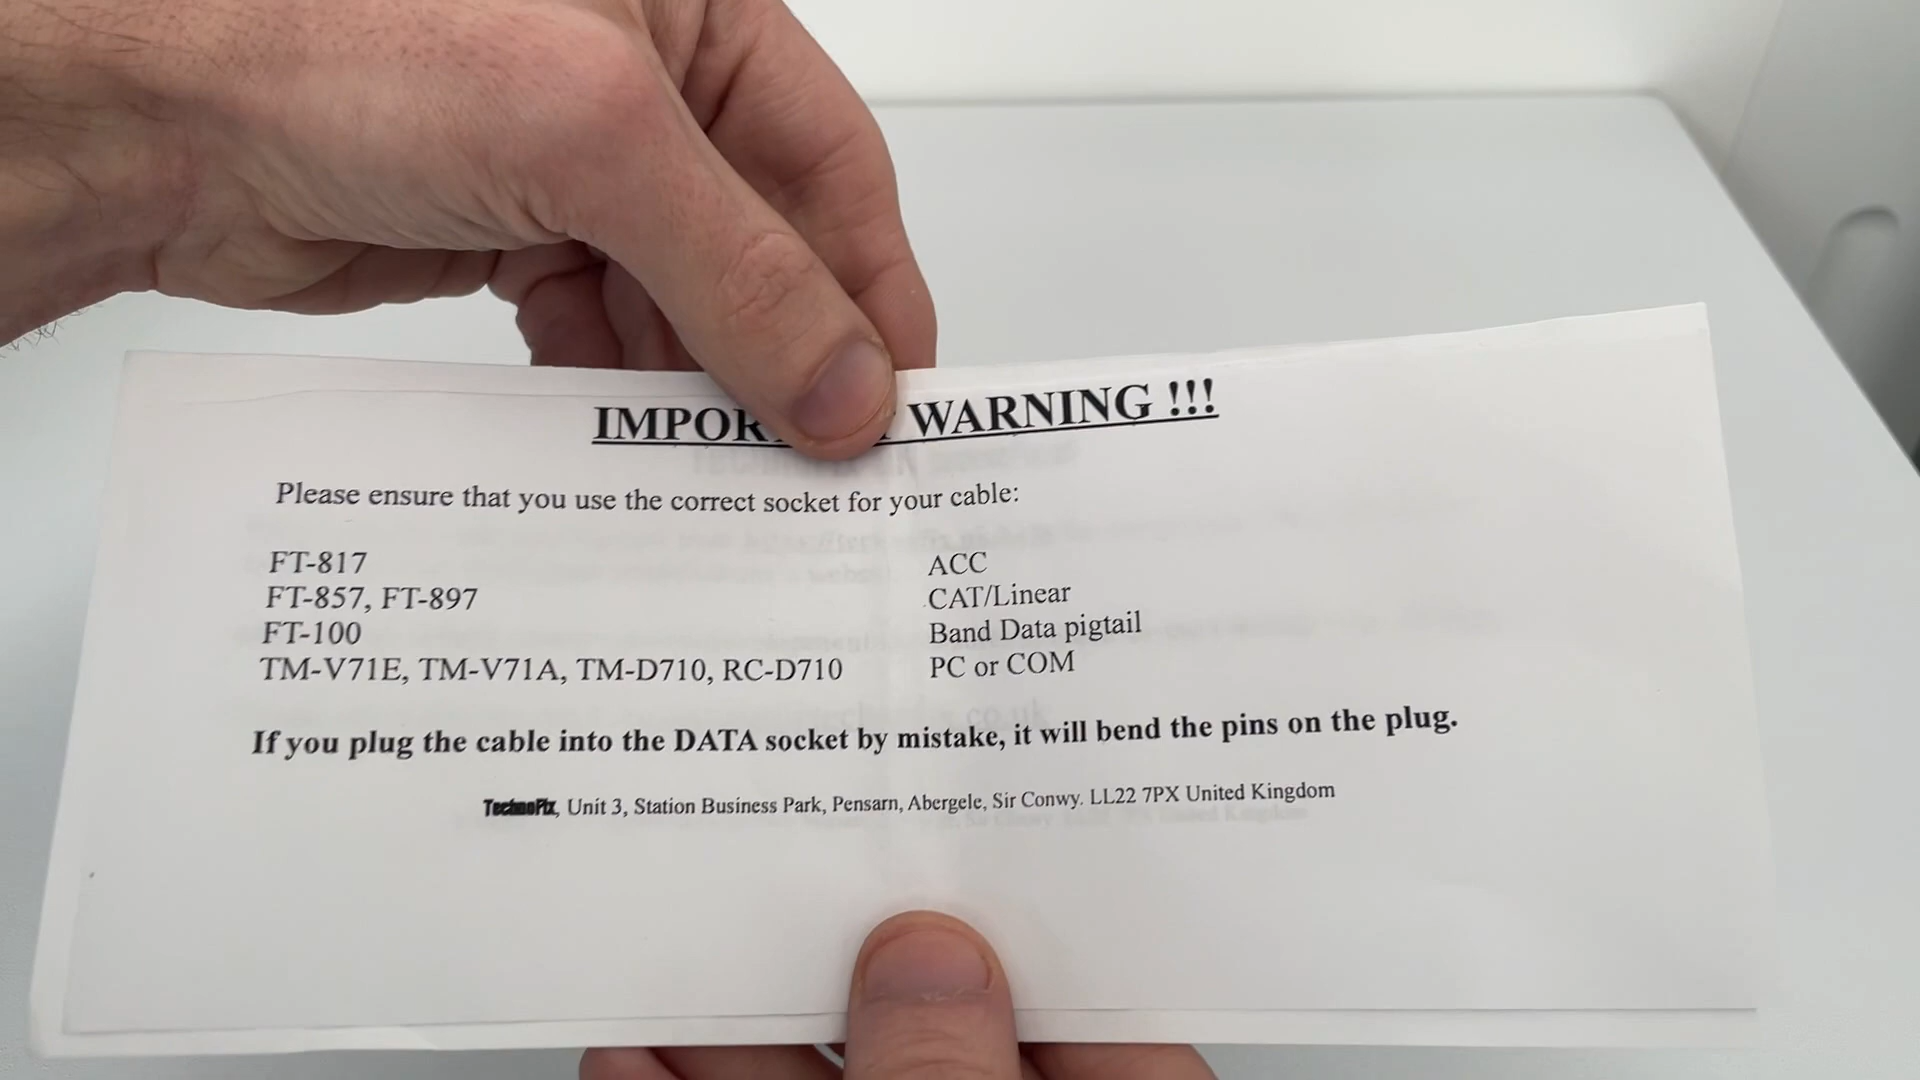 IMPOR WARNING !!!
Please ensure that you use the correct socket for your cable:
FT-817 ACC
FT-857, FT-897 CAT/Linear
FT-100 Band Data pigtail
TM-V71E, TM-V71A, TM-D710, RC-D710 PC or COM
If you plug the cable into the DATA socket by mistake, it will bend the pins on the plug.
TechnoFix, Unit 3, Station Business Park, Pensarn, Abergele, Sir Conwy. LL22 7PX United Kingdom